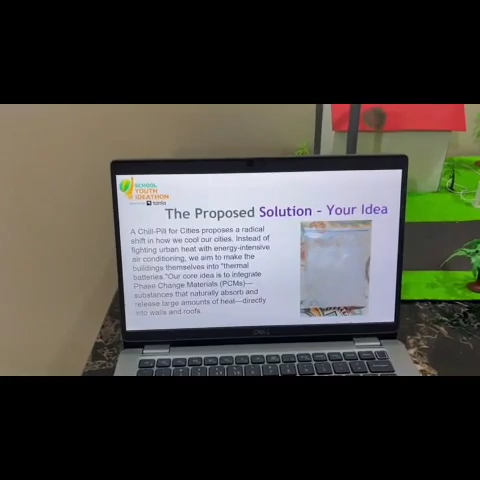 SCHOOL
YOUTH
IDEATHON
The Proposed Solution - Your Idea
A Chill-Pill for Cities proposes a radical
shift in how we cool our cities. Instead of
fighting urban heat with energy-intensive
air conditioning, we aim to make the
buildings themselves into "thermal
batteries."Our core idea is to integrate
Phase Change Materials (PCMs)—
substances that naturally absorb and
release large amounts of heat—directly
into walls and roofs.
DELL